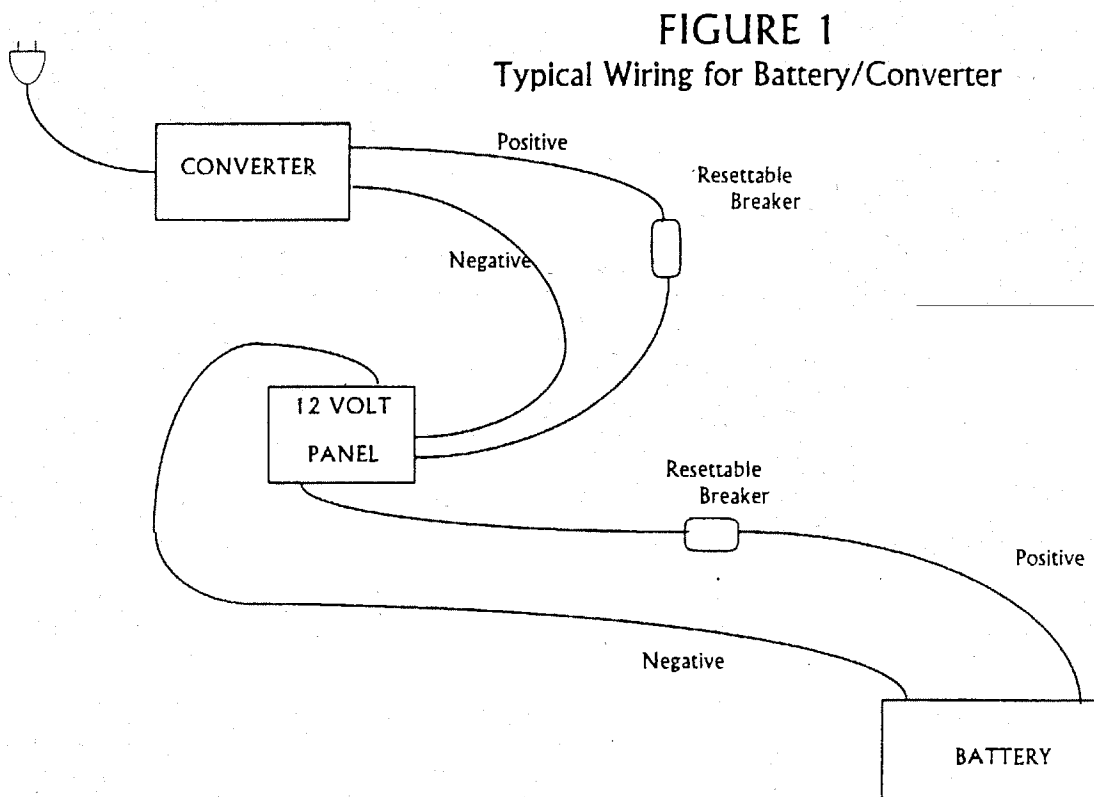 FIGURE 1
Typical Wiring for Battery/Converter
Positive
CONVERTER
Resettable
Breaker
Negative
12 VOLT
PANEL
Resettable
Breaker
Positive
Negative
BATTERY